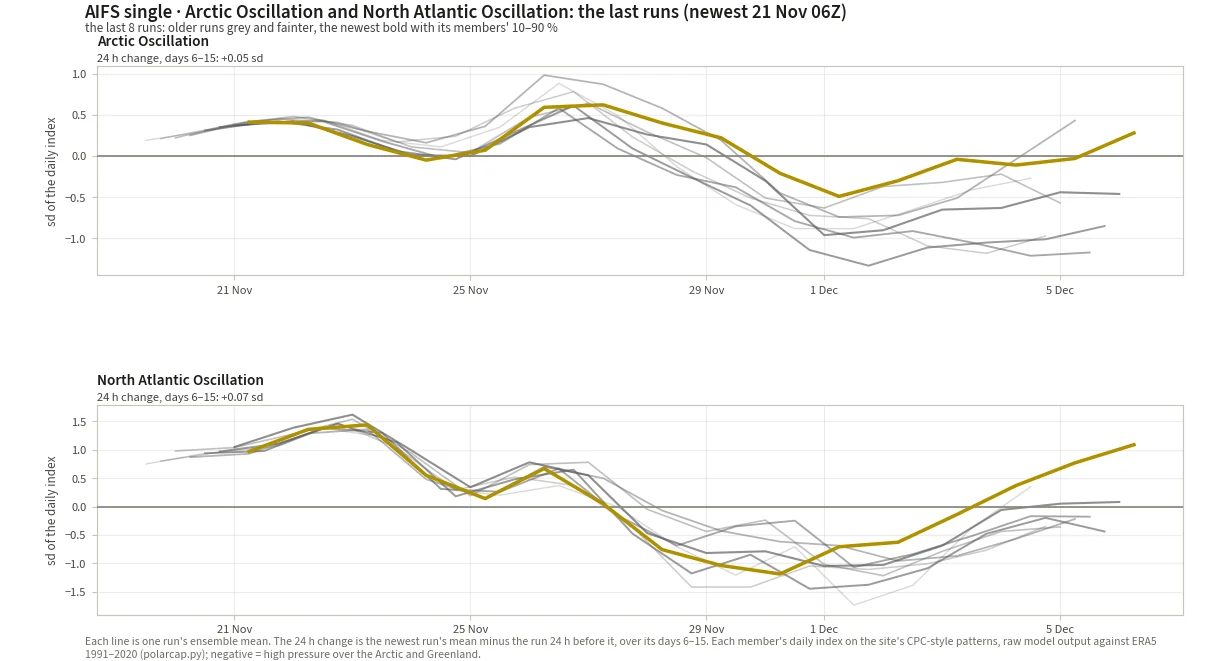 AIFS single · Arctic Oscillation and North Atlantic Oscillation: the last runs (newest 21 Nov 06Z)
the last 8 runs: older runs grey and fainter, the newest bold with its members' 10–90 %
Arctic Oscillation
24 h change, days 6–15: +0.05 sd
1.0
0.5
0.0
−0.5
−1.0
sd of the daily index
21 Nov
25 Nov
29 Nov
1 Dec
5 Dec
North Atlantic Oscillation
24 h change, days 6–15: +0.07 sd
1.5
1.0
0.5
0.0
−0.5
−1.0
−1.5
sd of the daily index
21 Nov
25 Nov
29 Nov
1 Dec
5 Dec
Each line is one run's ensemble mean. The 24 h change is the newest run's mean minus the run 24 h before it, over its days 6–15. Each member's daily index on the site's CPC-style patterns, raw model output against ERA5
1991–2020 (polarcap.py); negative = high pressure over the Arctic and Greenland.